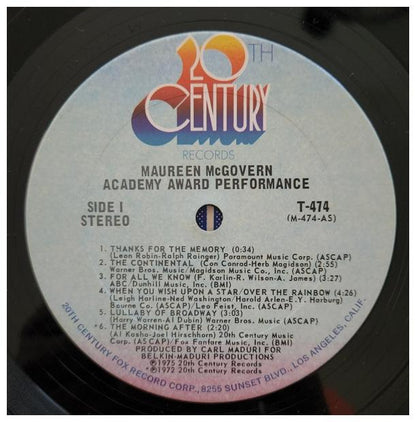 20TH
CENTURY
RECORDS
MAUREEN McGOVERN
ACADEMY AWARD PERFORMANCE
SIDE I
STEREO
T-474
(M-474-AS)
1. THANKS FOR THE MEMORY (0:34)
(Leon Robin-Ralph Rainger) Paramount Music Corp. (ASCAP)
2. THE CONTINENTAL (Con Conrad-Herb Magidson) (2:55)
Warner Bros. Music/Magidson Music Co., Inc. (ASCAP)
3. FOR ALL WE KNOW (F. Karlin-R. Wilson-A. James) (3:27)
ABC/Dunhill Music, Inc. (BMI)
4. WHEN YOU WISH UPON A STAR/OVER THE RAINBOW (4:26)
(Leigh Harline-Ned Washington/Harold Arlen-E.Y. Harburg)
Bourne Co. (ASCAP)/Leo Feist, Inc. (ASCAP)
5. LULLABY OF BROADWAY (3:03)
(Harry Warren-Al Dubin) Warner Bros. Music (ASCAP)
*6. THE MORNING AFTER (2:20)
(Al Kasha-Joel Hirschhorn) 20th Century Music
Corp. (ASCAP)/Fox Fanfare Music, Inc. (BMI)
PRODUCED BY CARL MADURI FOR
BELKIN-MADURI PRODUCTIONS
℗1975 20th Century Records
*℗1972 20th Century Records
20TH CENTURY FOX RECORD CORP., 8255 SUNSET BLVD., LOS ANGELES, CALIF.